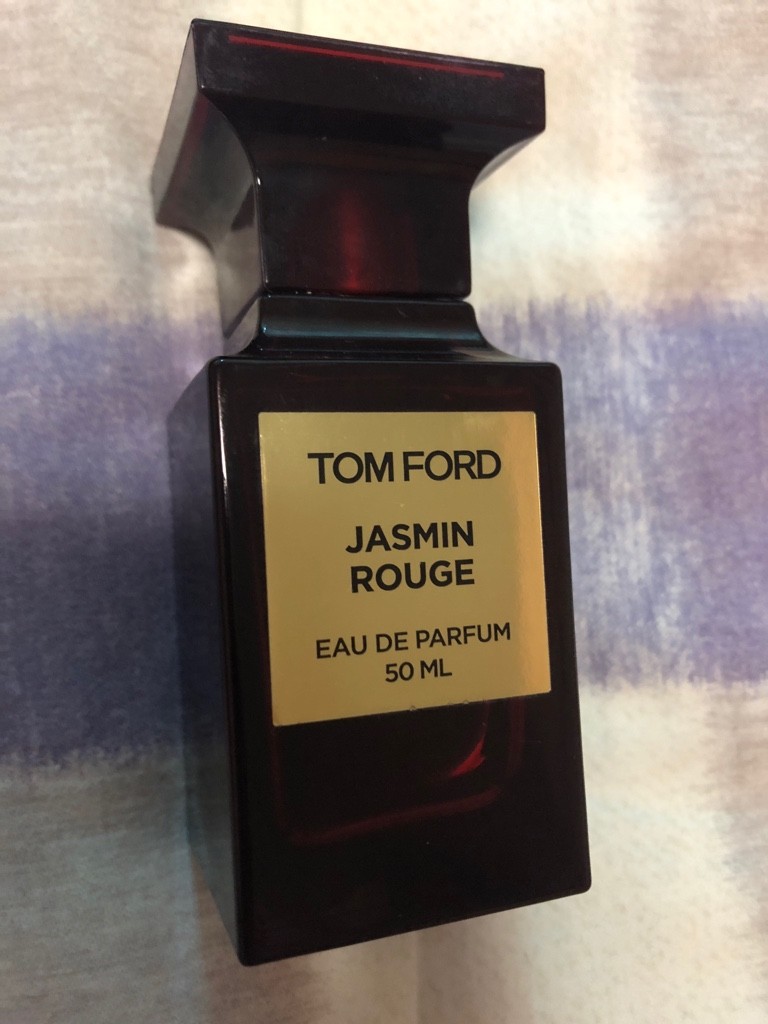 TOM FORD
JASMIN
ROUGE
EAU DE PARFUM
50 ML